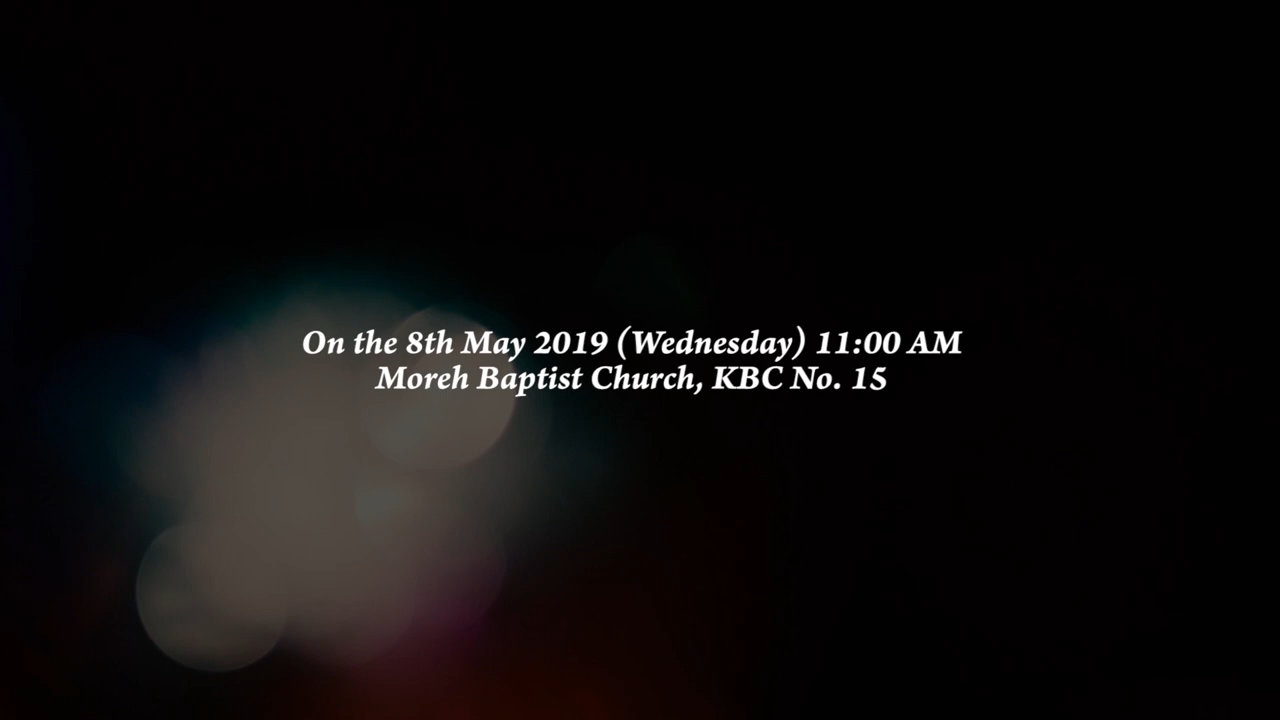 On the 8th May 2019 (Wednesday) 11:00 AM
Moreh Baptist Church, KBC No. 15